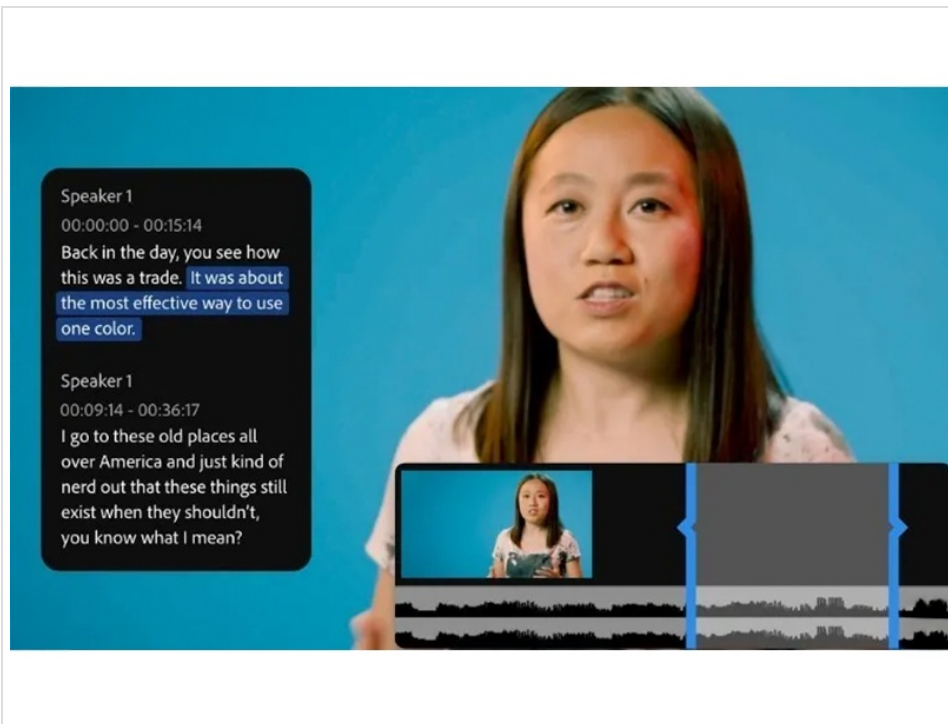 Speaker 1
00:00:00 - 00:15:14
Back in the day, you see how
this was a trade. It was about
the most effective way to use
one color.
Speaker 1
00:09:14 - 00:36:17
I go to these old places all
over America and just kind of
nerd out that these things still
exist when they shouldn't,
you know what I mean?